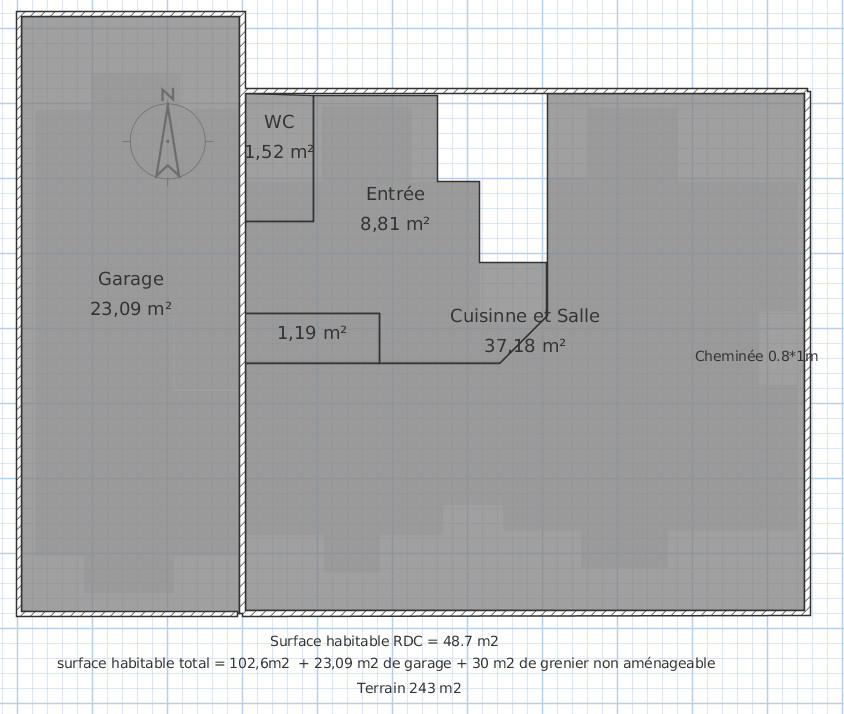 N
WC
1,52 m²
Entrée
8,81 m²
Garage
23,09 m²
Cuisinne et Salle
37,18 m²
1,19 m²
Cheminée 0.8*1m
Surface habitable RDC = 48.7 m2
surface habitable total = 102,6m2 + 23,09 m2 de garage + 30 m2 de grenier non aménageable
Terrain 243 m2